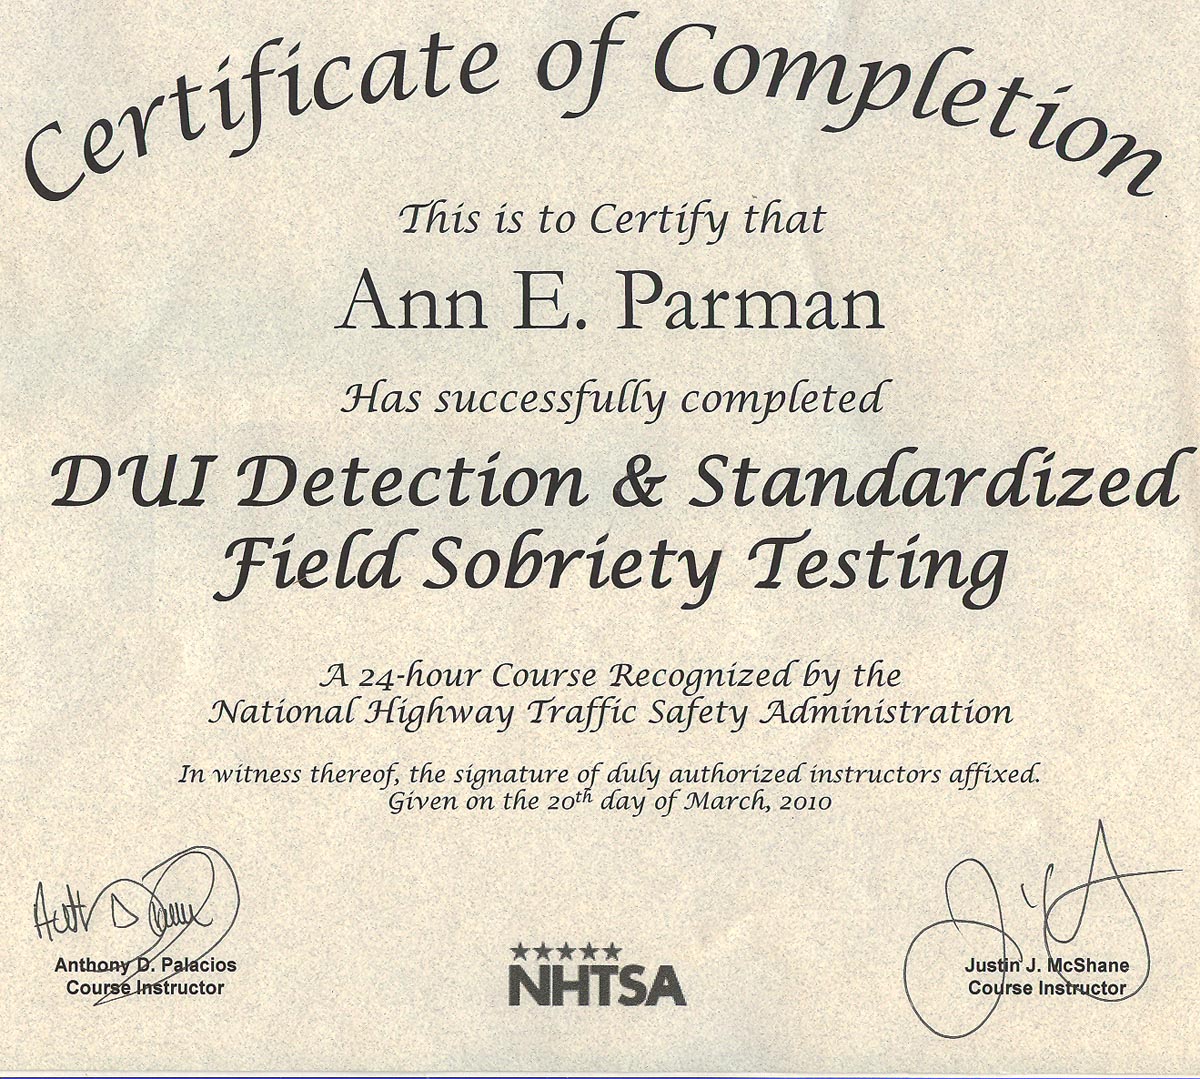 Certificate of Completion
This is to Certify that
Ann E. Parman
Has successfully completed
DUI Detection & Standardized
Field Sobriety Testing
A 24-hour Course Recognized by the
National Highway Traffic Safety Administration
In witness thereof, the signature of duly authorized instructors affixed.
Given on the 20th day of March, 2010
Anthony D. Palacios
Course Instructor
NHTSA
Justin J. McShane
Course Instructor